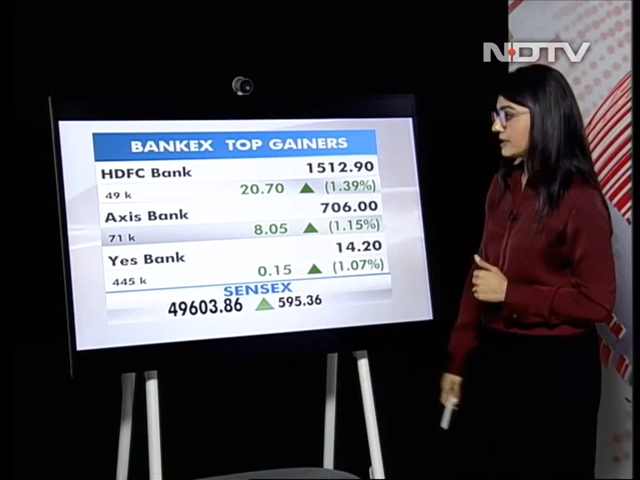 NDTV
BANKEX TOP GAINERS
HDFC Bank 1512.90
49 k 20.70 ▲ (1.39%)
Axis Bank 706.00
71 k 8.05 ▲ (1.15%)
Yes Bank 14.20
445 k 0.15 ▲ (1.07%)
SENSEX
49603.86 ▲ 595.36